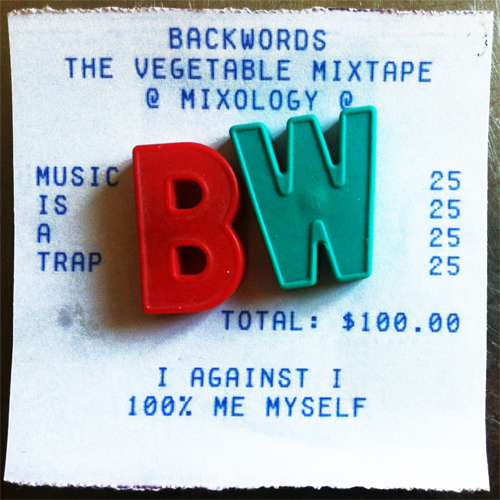 BACKWORDS
THE VEGETABLE MIXTAPE
@ MIXOLOGY @
BW
MUSIC 25
IS 25
A 25
TRAP 25
TOTAL: $100.00
I AGAINST I
100% ME MYSELF